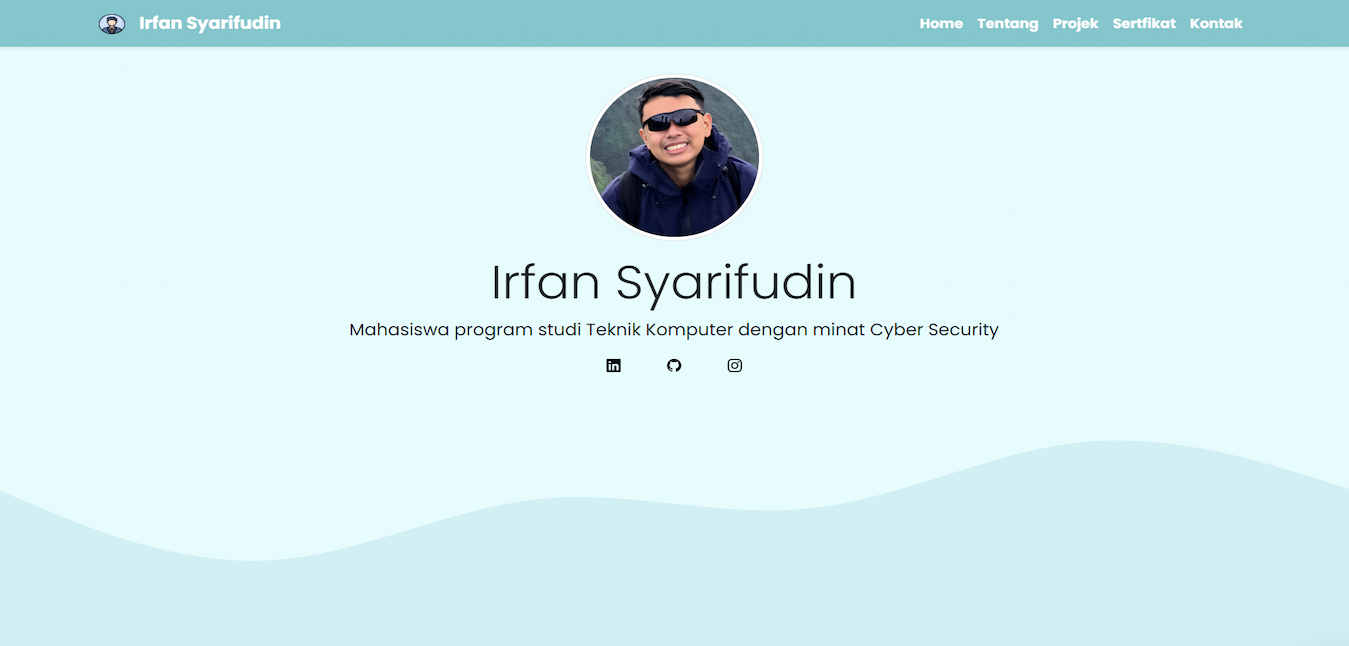 Irfan Syarifudin
Home Tentang Projek Sertfikat Kontak
Irfan Syarifudin
Mahasiswa program studi Teknik Komputer dengan minat Cyber Security